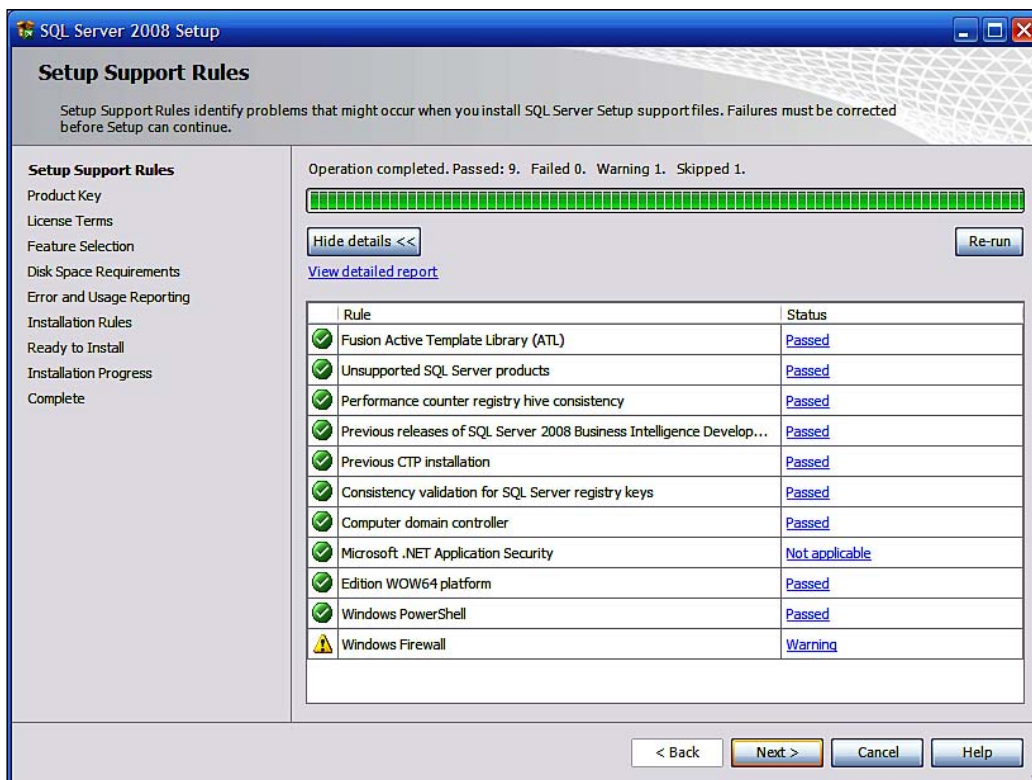 SQL Server 2008 Setup
Setup Support Rules
Setup Support Rules identify problems that might occur when you install SQL Server Setup support files. Failures must be corrected
before Setup can continue.
Setup Support Rules
Product Key
License Terms
Feature Selection
Disk Space Requirements
Error and Usage Reporting
Installation Rules
Ready to Install
Installation Progress
Complete
Operation completed. Passed: 9. Failed 0. Warning 1. Skipped 1.
Hide details <<
Re-run
View detailed report
Rule Status
Fusion Active Template Library (ATL) Passed
Unsupported SQL Server products Passed
Performance counter registry hive consistency Passed
Previous releases of SQL Server 2008 Business Intelligence Develop... Passed
Previous CTP installation Passed
Consistency validation for SQL Server registry keys Passed
Computer domain controller Passed
Microsoft .NET Application Security Not applicable
Edition WOW64 platform Passed
Windows PowerShell Passed
Windows Firewall Warning
< Back Next > Cancel Help